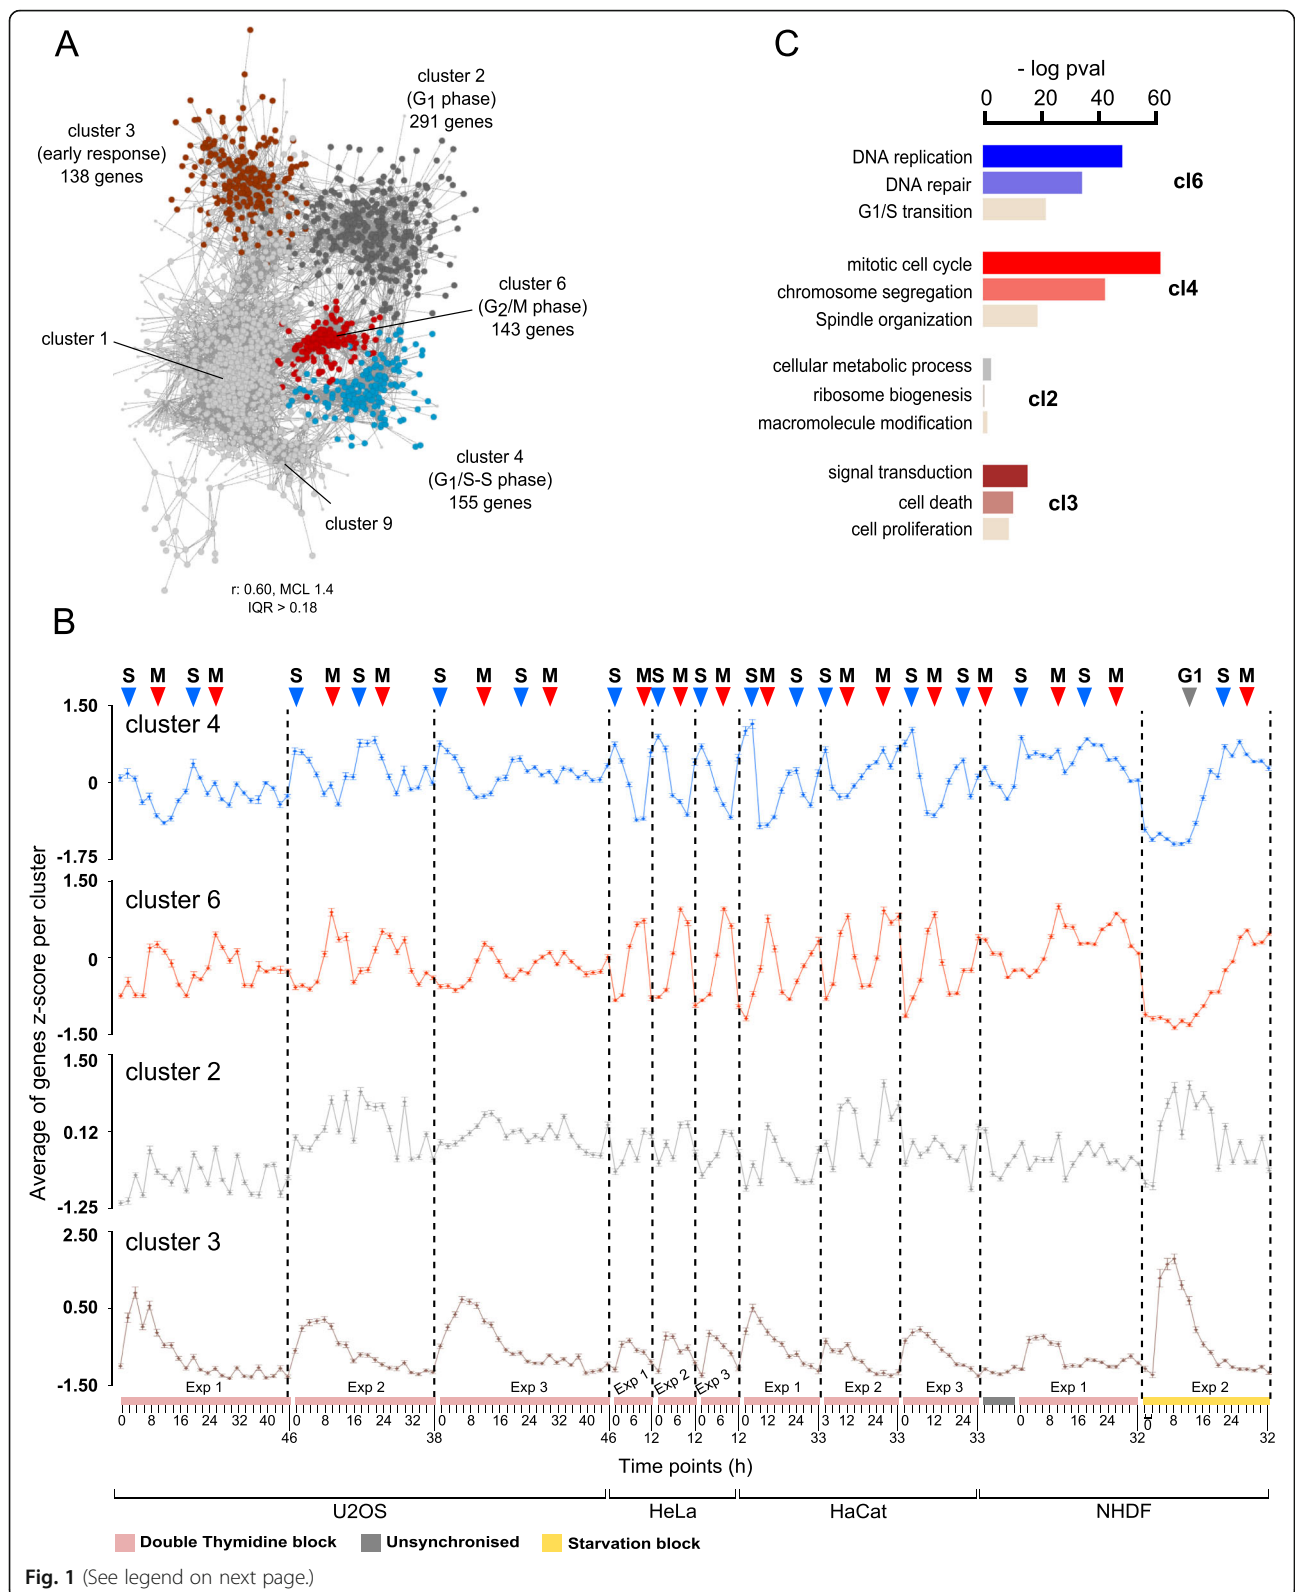 A
cluster 2
(G1 phase)
291 genes
cluster 3
(early response)
138 genes
cluster 6
(G2/M phase)
143 genes
cluster 1
cluster 4
(G1/S-S phase)
155 genes
cluster 9
r: 0.60, MCL 1.4
IQR > 0.18
C
- log pval
0 20 40 60
DNA replication
DNA repair
G1/S transition
cl6
mitotic cell cycle
chromosome segregation
Spindle organization
cl4
cellular metabolic process
ribosome biogenesis
macromolecule modification
cl2
signal transduction
cell death
cell proliferation
cl3
B
S M S M S M S M S M S M S M S M S M S M S S M M S M S M S M S M G1 S M
Average of genes z-score per cluster
1.50
cluster 4
0
-1.75
1.50
cluster 6
0
-1.50
1.50
cluster 2
0.12
-1.25
2.50
cluster 3
0.50
-1.50
Exp 1 Exp 2 Exp 3 Exp 1 Exp 2 Exp 3 Exp 1 Exp 2 Exp 3 Exp 1 Exp 2
0 8 16 24 32 40 0 8 16 24 32 0 8 16 24 32 40 0 6 0 6 0 6 0 12 24 3 12 24 0 12 24 0 8 16 24 0 8 16 24
46 38 46 12 12 12 33 33 33 32 32
Time points (h)
U2OS HeLa HaCat NHDF
Double Thymidine block Unsynchronised Starvation block
Fig. 1 (See legend on next page.)